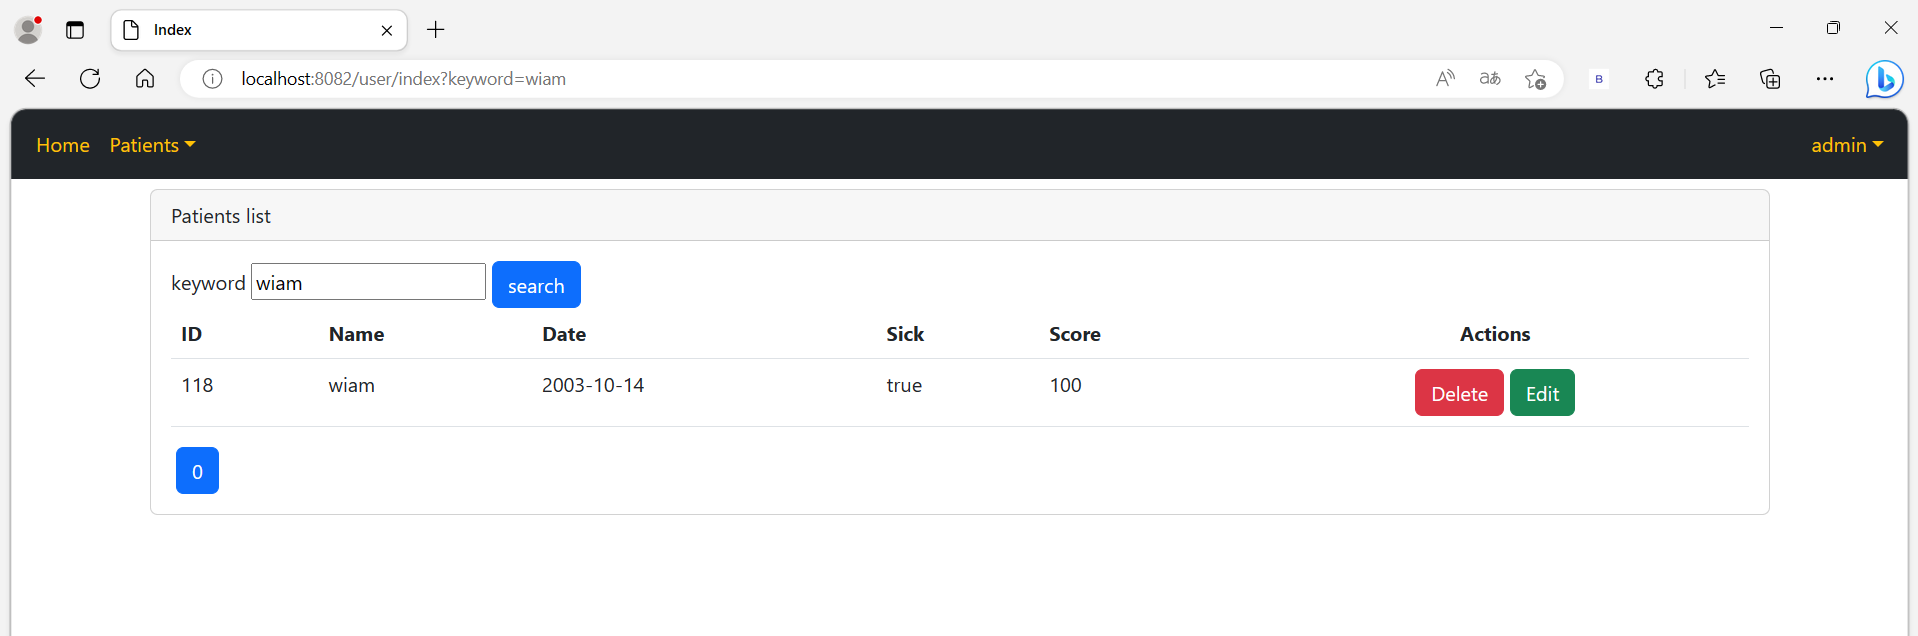 Index
localhost:8082/user/index?keyword=wiam
B
Home Patients admin
Patients list
keyword wiam search
ID Name Date Sick Score Actions
118 wiam 2003-10-14 true 100 Delete Edit
0